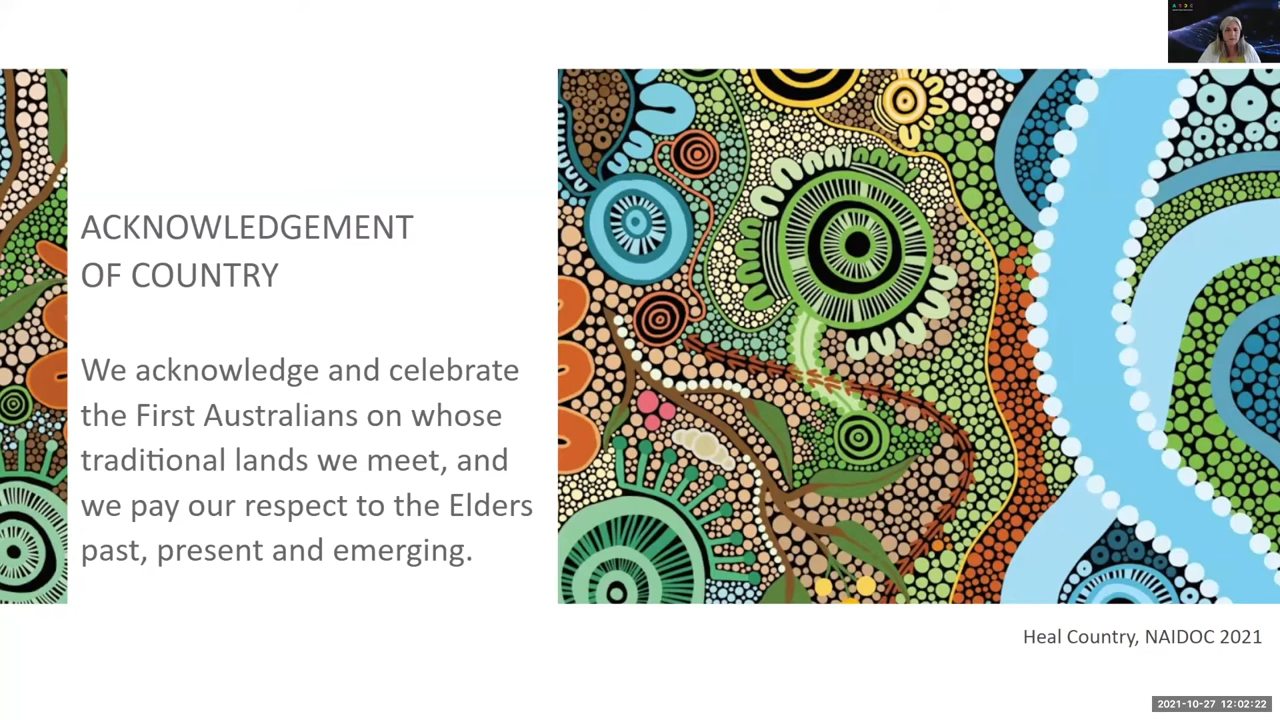 ACKNOWLEDGEMENT
OF COUNTRY
We acknowledge and celebrate
the First Australians on whose
traditional lands we meet, and
we pay our respect to the Elders
past, present and emerging.
Heal Country, NAIDOC 2021
2021-10-27 12:02:22